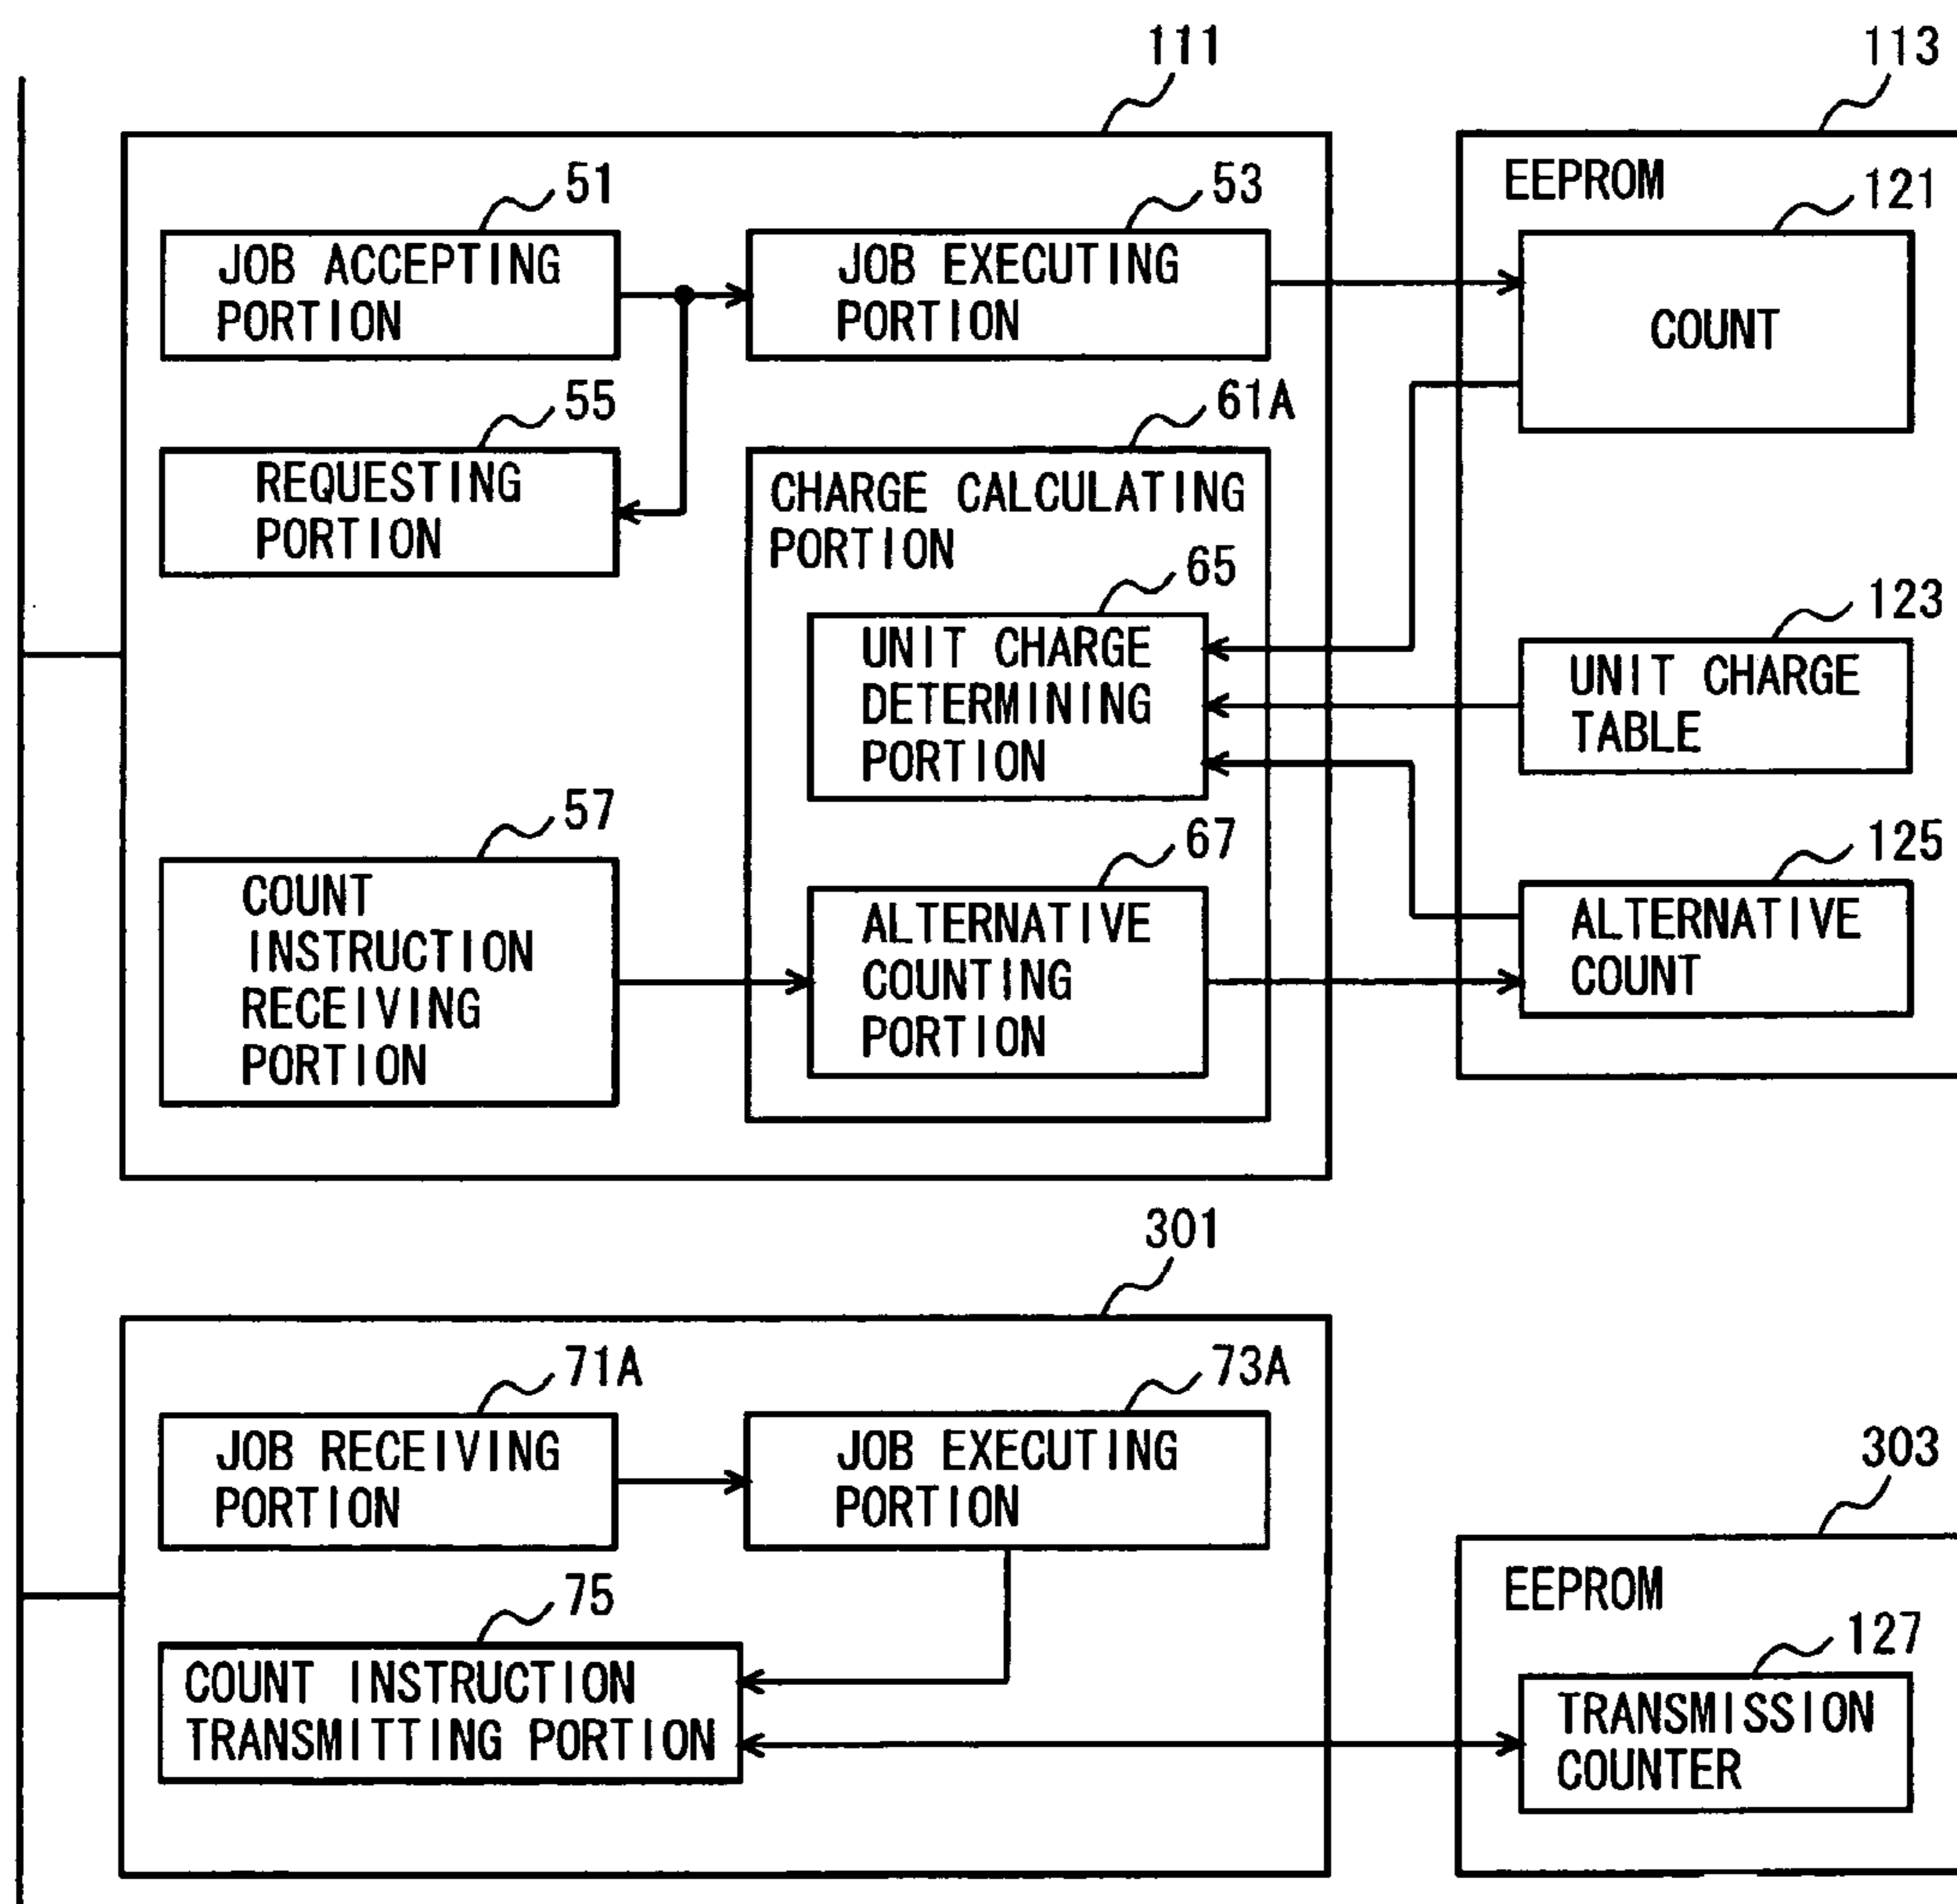 111
113
51
53
EEPROM
121
JOB ACCEPTING
PORTION
JOB EXECUTING
PORTION
COUNT
55
61A
REQUESTING
PORTION
CHARGE CALCULATING
PORTION
65
123
UNIT CHARGE
DETERMINING
PORTION
UNIT CHARGE
TABLE
57
67
125
COUNT
INSTRUCTION
RECEIVING
PORTION
ALTERNATIVE
COUNTING
PORTION
ALTERNATIVE
COUNT
301
71A
73A
303
JOB RECEIVING
PORTION
JOB EXECUTING
PORTION
75
EEPROM
127
COUNT INSTRUCTION
TRANSMITTING PORTION
TRANSMISSION
COUNTER